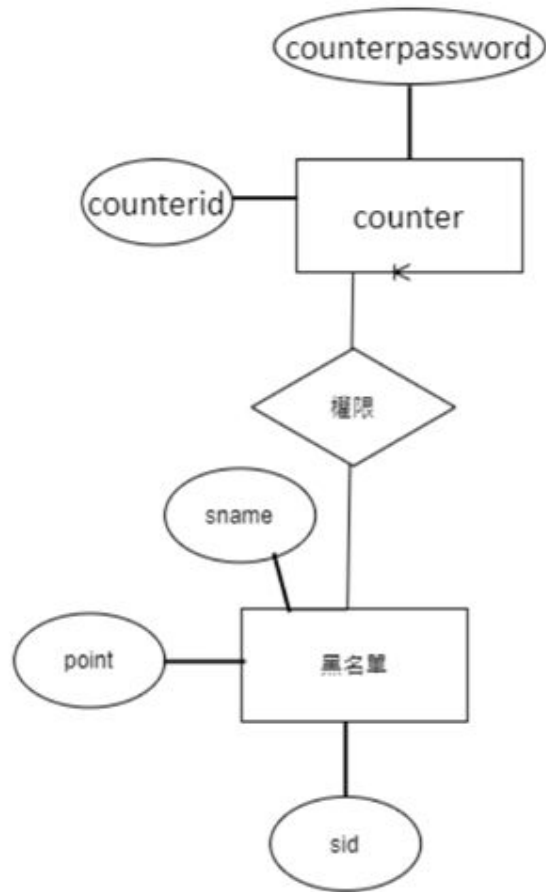 counterpassword
counterid
counter
權限
sname
point
黑名單
sid